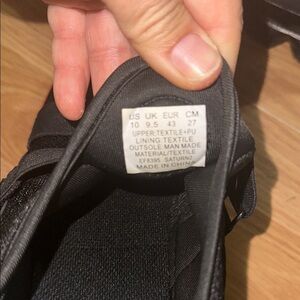 US UK EUR CM
10 9.5 43 27
UPPER:TEXTILE+PU
LINING:TEXTILE
OUTSOLE:MAN MADE
MATERIAL/TEXTILE
EF8395 SATURN2
MADE IN CHINA